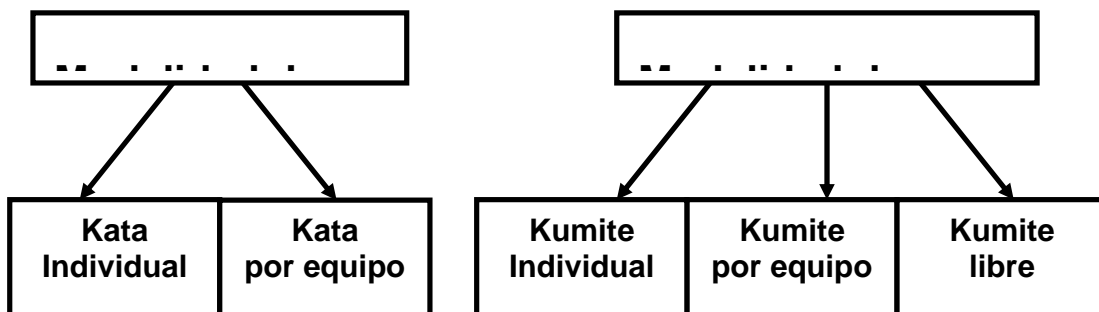 Kata
Individual
Kata
por equipo
Kumite
Individual
Kumite
por equipo
Kumite
libre